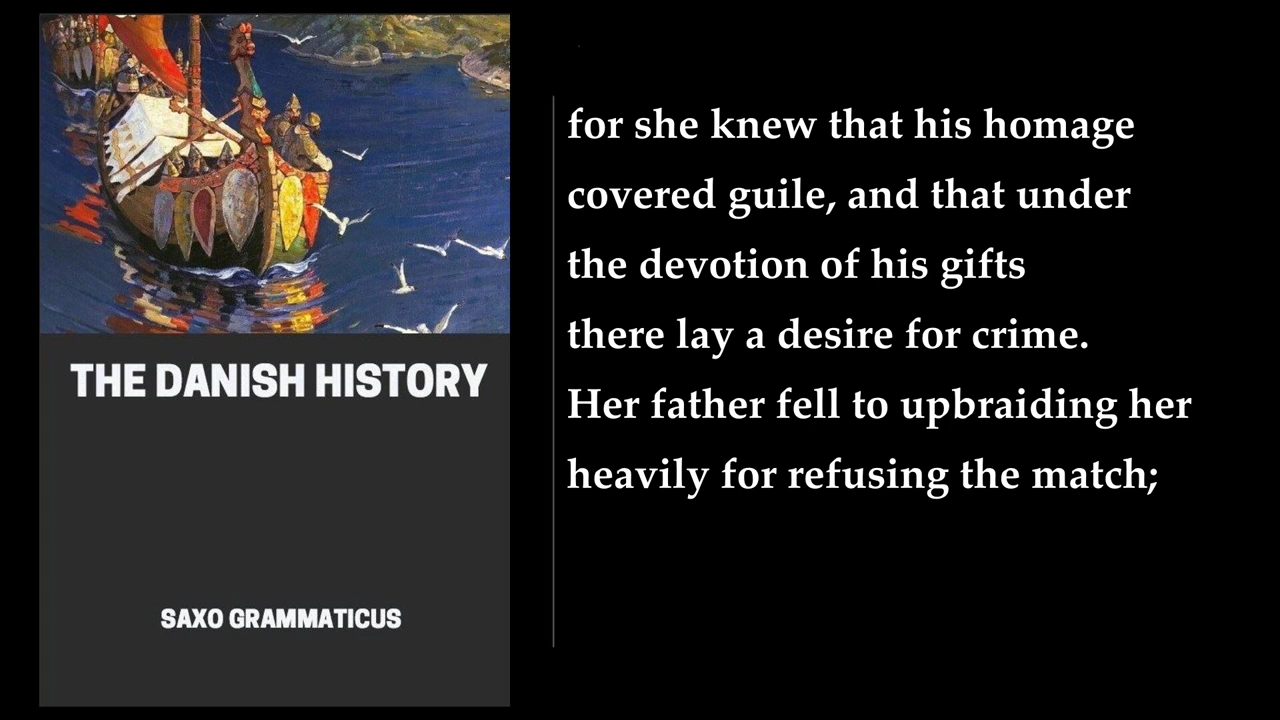 THE DANISH HISTORY
SAXO GRAMMATICUS
for she knew that his homage
covered guile, and that under
the devotion of his gifts
there lay a desire for crime.
Her father fell to upbraiding her
heavily for refusing the match;